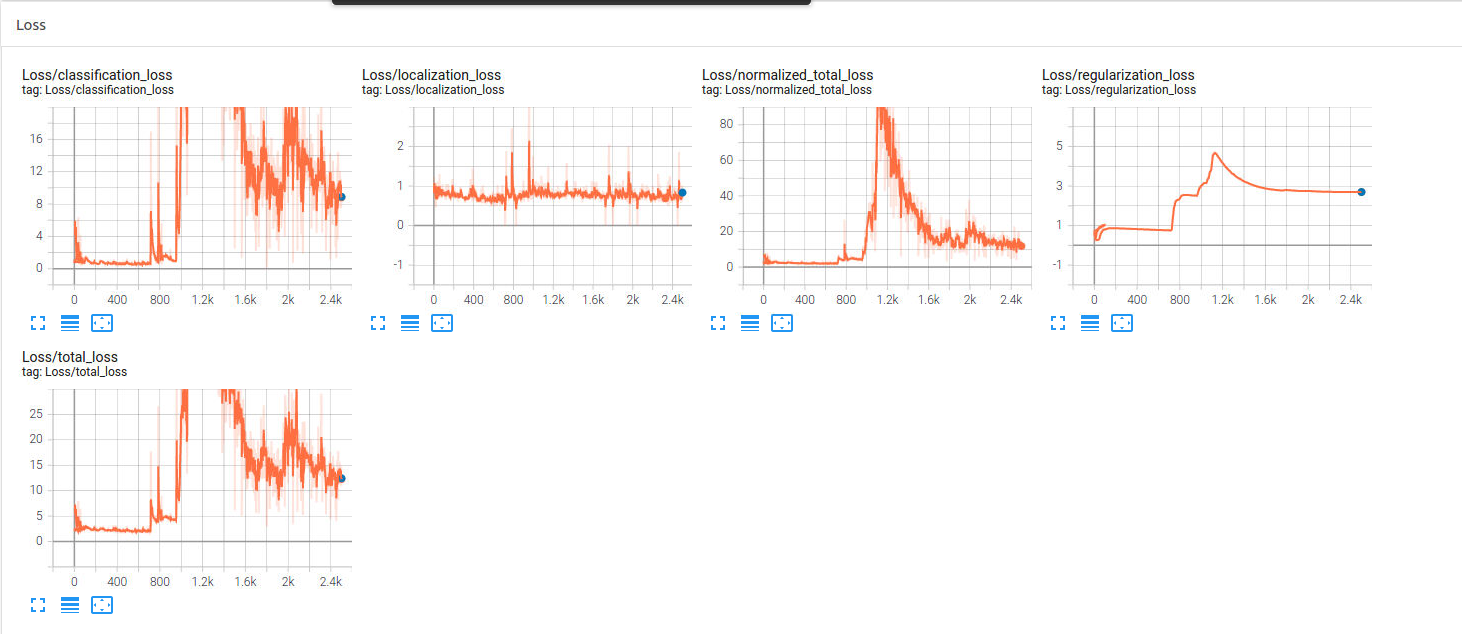 Loss
Loss/classification_loss
tag: Loss/classification_loss
16
12
8
4
0
0 400 800 1.2k 1.6k 2k 2.4k
Loss/localization_loss
tag: Loss/localization_loss
2
1
0
-1
0 400 800 1.2k 1.6k 2k 2.4k
Loss/normalized_total_loss
tag: Loss/normalized_total_loss
80
60
40
20
0
0 400 800 1.2k 1.6k 2k 2.4k
Loss/regularization_loss
tag: Loss/regularization_loss
5
3
1
-1
0 400 800 1.2k 1.6k 2k 2.4k
Loss/total_loss
tag: Loss/total_loss
25
20
15
10
5
0
0 400 800 1.2k 1.6k 2k 2.4k